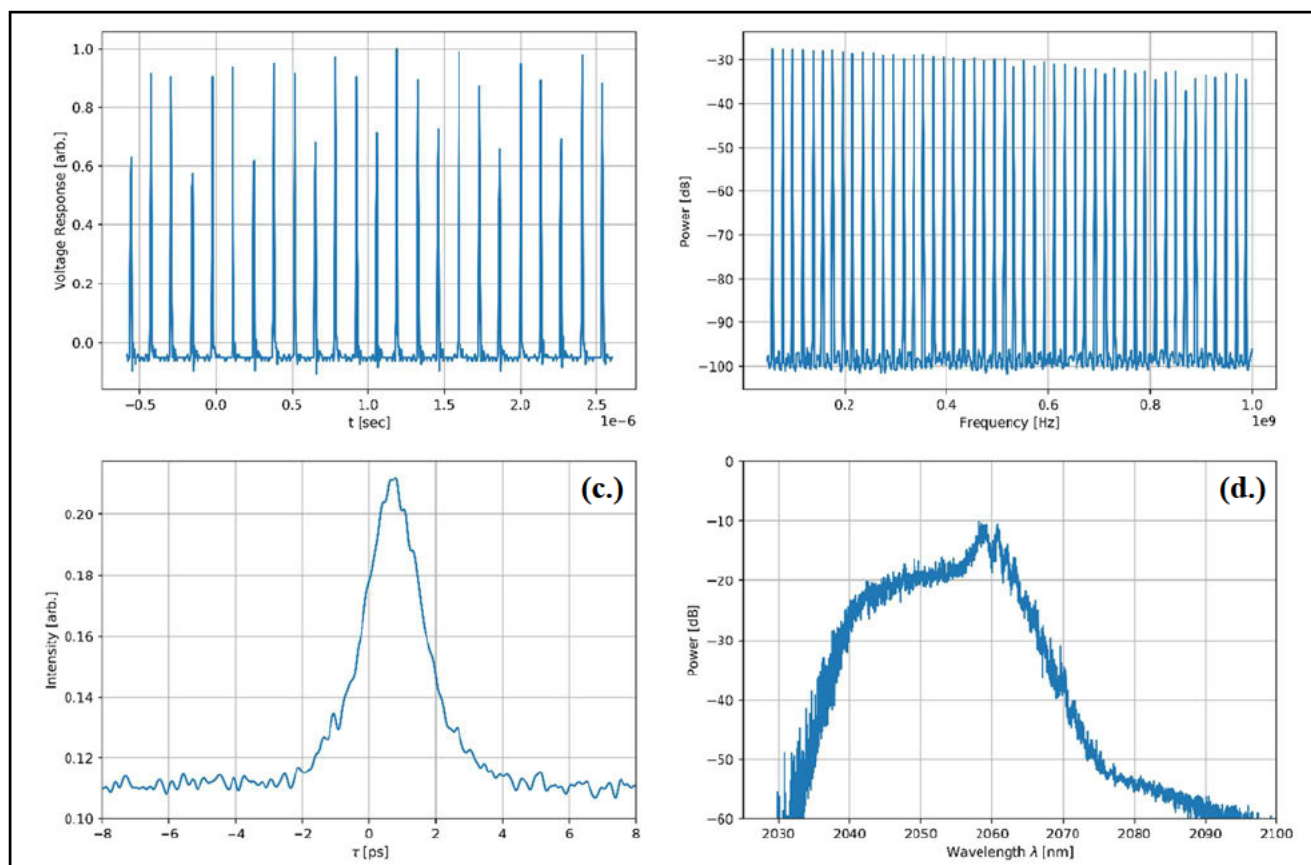 1.0
0.8
0.6
0.4
0.2
0.0
Voltage Response [arb.]
−0.5 0.0 0.5 1.0 1.5 2.0 2.5
1e−6
t [sec]
−30
−40
−50
−60
−70
−80
−90
−100
Power [dB]
0.2 0.4 0.6 0.8 1.0
1e9
Frequency [Hz]
(c.)
0.20
0.18
0.16
0.14
0.12
0.10
Intensity [arb.]
−8 −6 −4 −2 0 2 4 6 8
τ [ps]
(d.)
0
−10
−20
−30
−40
−50
−60
Power [dB]
2030 2040 2050 2060 2070 2080 2090 2100
Wavelength λ [nm]